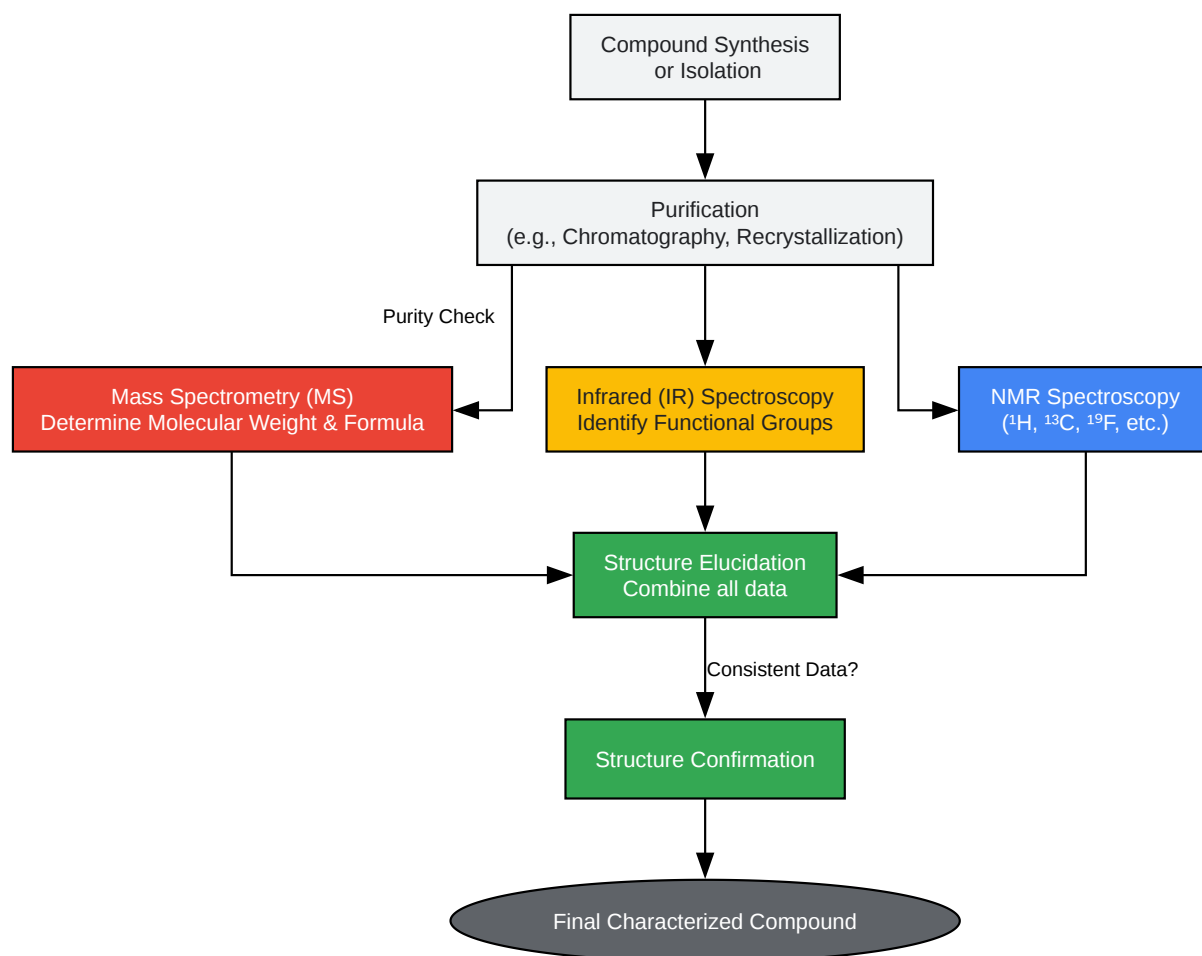 Compound Synthesis
or Isolation
Purification
(e.g., Chromatography, Recrystallization)
Purity Check
Mass Spectrometry (MS)
Determine Molecular Weight & Formula
Infrared (IR) Spectroscopy
Identify Functional Groups
NMR Spectroscopy
(¹H, ¹³C, ¹⁹F, etc.)
Structure Elucidation
Combine all data
Consistent Data?
Structure Confirmation
Final Characterized Compound